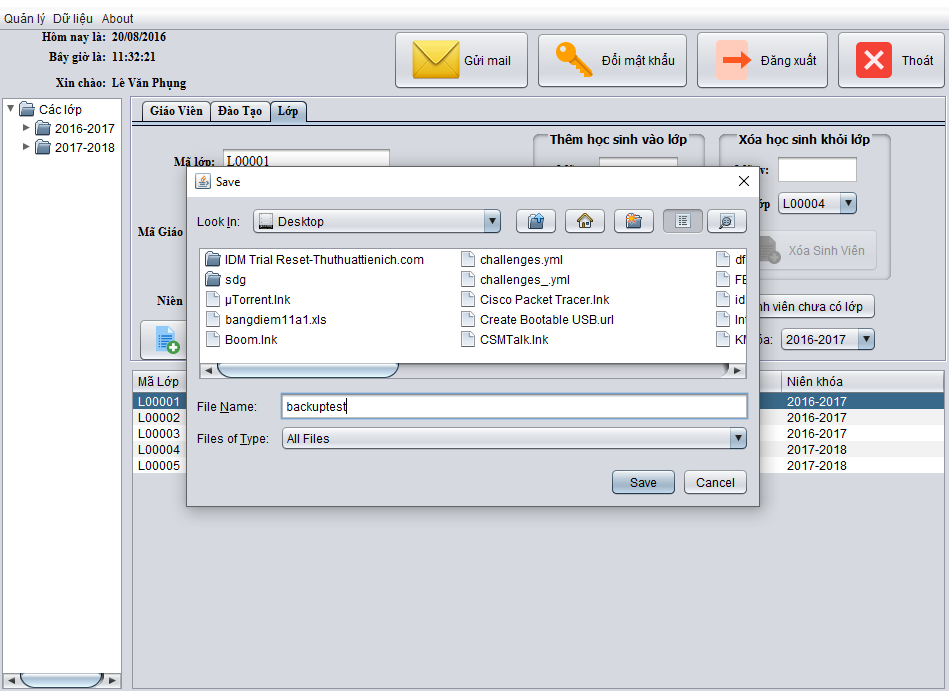 Quản lý Dữ liệu About
Hôm nay là: 20/08/2016
Bây giờ là: 11:32:21
Xin chào: Lê Văn Phụng
Gửi mail
Đổi mật khẩu
Đăng xuất
Thoát
Các lớp
2016-2017
2017-2018
Giáo Viên Đào Tạo Lớp
Mã lớp: L00001
Mã Giáo
Niên
Thêm học sinh vào lớp
Xóa học sinh khỏi lớp
L00004
Xóa Sinh Viên
viên chưa có lớp
2016-2017
Save
Look In: Desktop
IDM Trial Reset-Thuthuattienich.com
sdg
µTorrent.lnk
bangdiem11a1.xls
Boom.lnk
challenges.yml
challenges_.yml
Cisco Packet Tracer.lnk
Create Bootable USB.url
CSMTalk.lnk
df
id
File Name: backuptest
Files of Type: All Files
Save Cancel
Mã Lớp Niên khóa
L00001 2016-2017
L00002 2016-2017
L00003 2016-2017
L00004 2017-2018
L00005 2017-2018